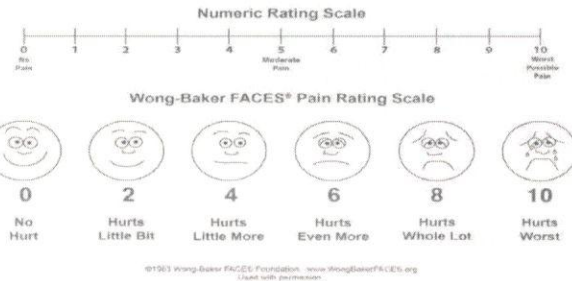 Numeric Rating Scale
0 1 2 3 4 5 6 7 8 9 10
No Pain Moderate Pain Worst Possible Pain
Wong-Baker FACES® Pain Rating Scale
0 2 4 6 8 10
No Hurts Hurts Hurts Hurts Hurts
Hurt Little Bit Little More Even More Whole Lot Worst
©1983 Wong-Baker FACES Foundation. www.WongBakerFACES.org
Used with permission.